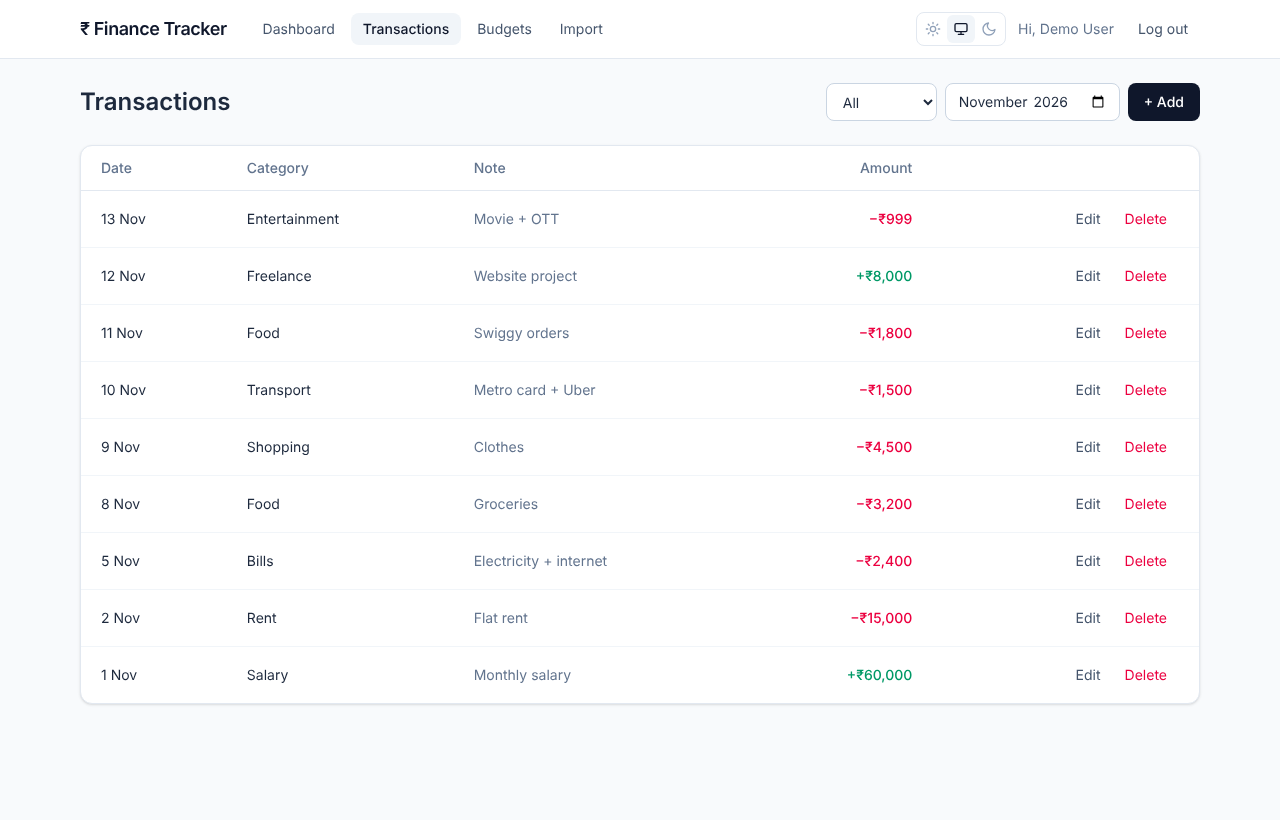 ₹ Finance Tracker Dashboard Transactions Budgets Import Hi, Demo User Log out
Transactions All November 2026 + Add
Date Category Note Amount
13 Nov Entertainment Movie + OTT −₹999 Edit Delete
12 Nov Freelance Website project +₹8,000 Edit Delete
11 Nov Food Swiggy orders −₹1,800 Edit Delete
10 Nov Transport Metro card + Uber −₹1,500 Edit Delete
9 Nov Shopping Clothes −₹4,500 Edit Delete
8 Nov Food Groceries −₹3,200 Edit Delete
5 Nov Bills Electricity + internet −₹2,400 Edit Delete
2 Nov Rent Flat rent −₹15,000 Edit Delete
1 Nov Salary Monthly salary +₹60,000 Edit Delete